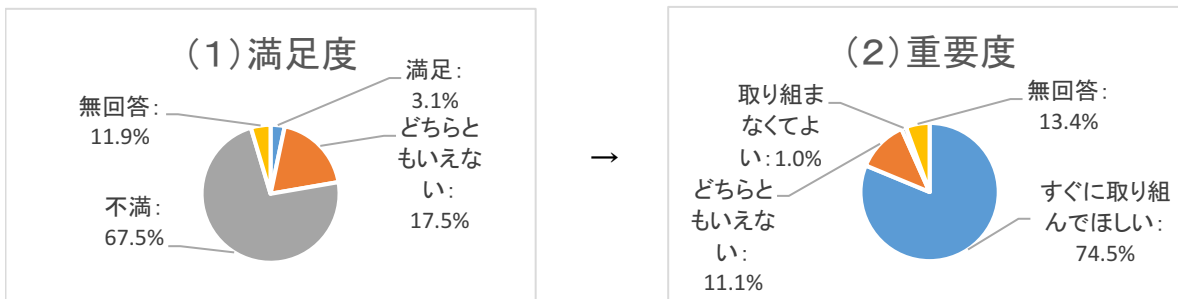 (1)満足度
満足:
3.1%
無回答:
11.9%
どちらと
もいえな
い:
17.5%
不満:
67.5%
→
(2)重要度
取り組ま
なくてよ
い:1.0%
無回答:
13.4%
どちらと
もいえな
い:
11.1%
すぐに取り組
んでほしい:
74.5%